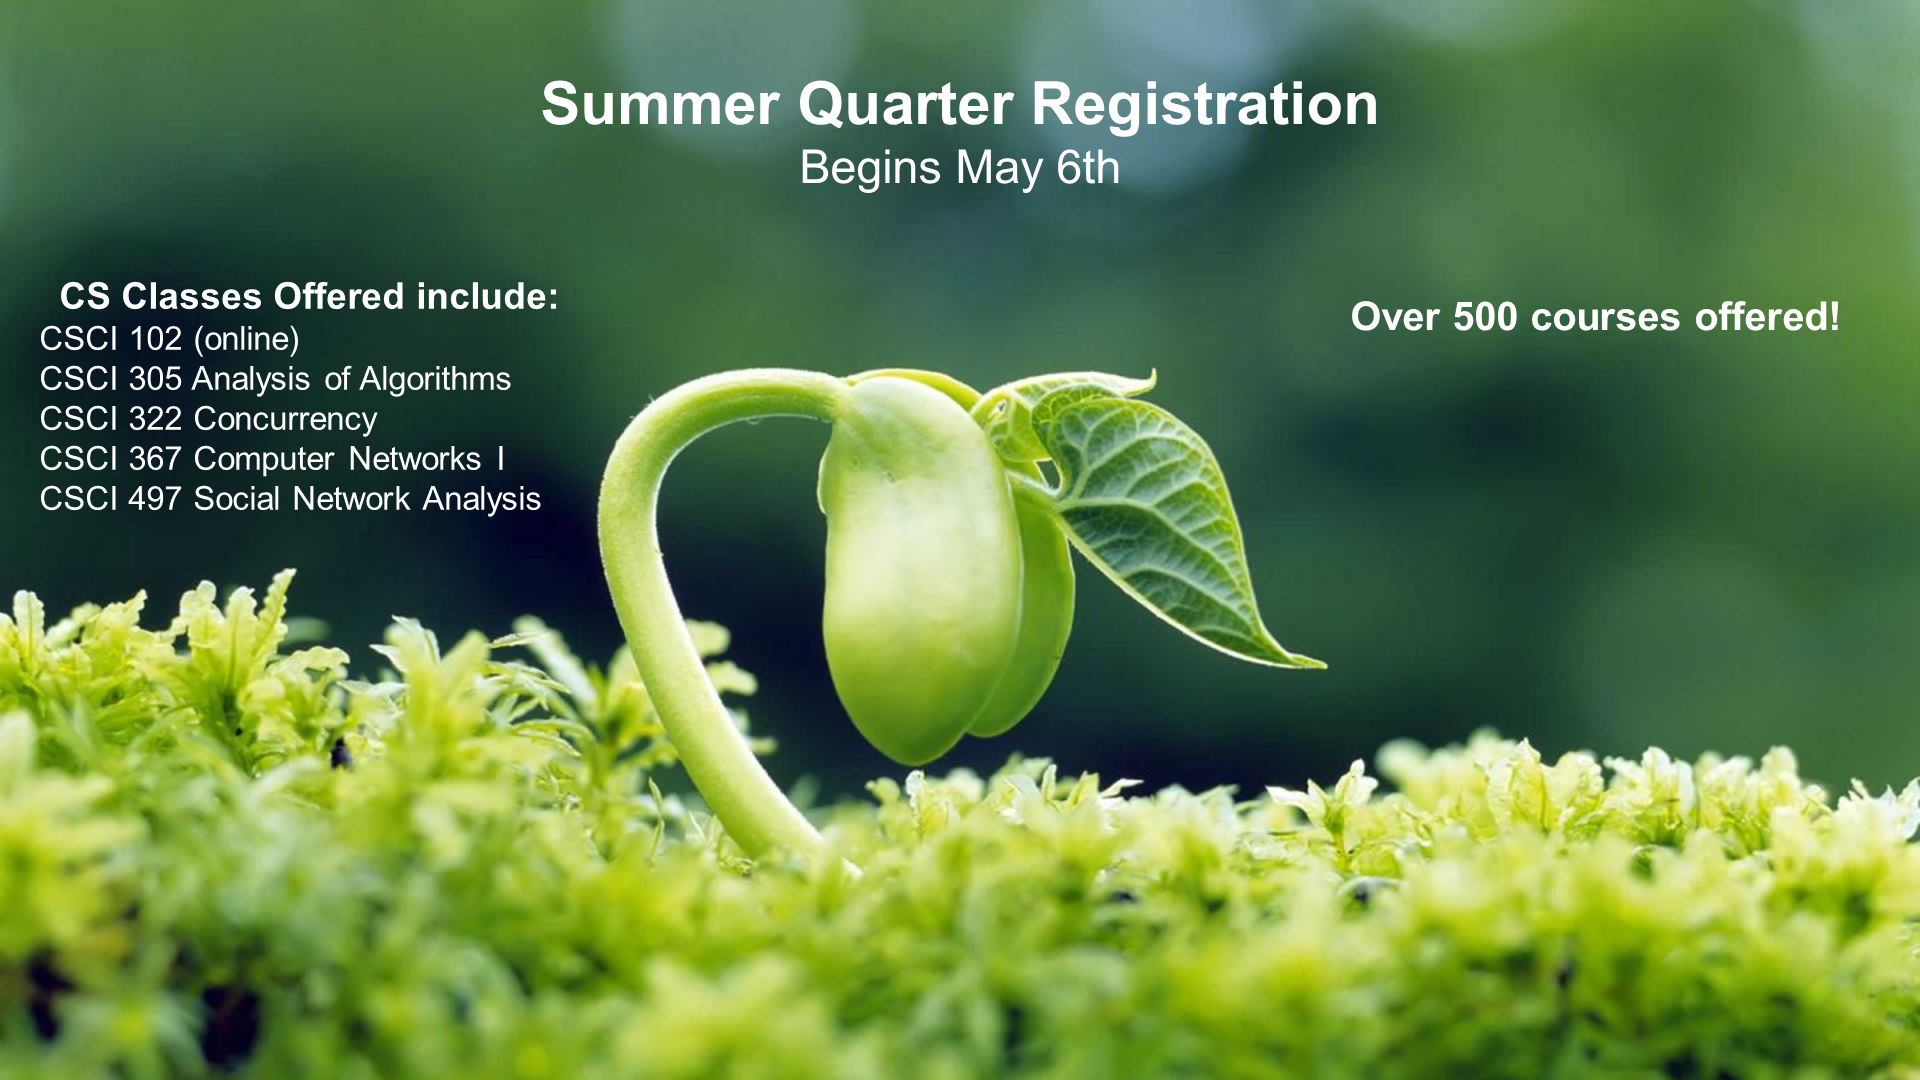 Summer Quarter Registration
Begins May 6th
CS Classes Offered include:
CSCI 102 (online)
CSCI 305 Analysis of Algorithms
CSCI 322 Concurrency
CSCI 367 Computer Networks I
CSCI 497 Social Network Analysis
Over 500 courses offered!